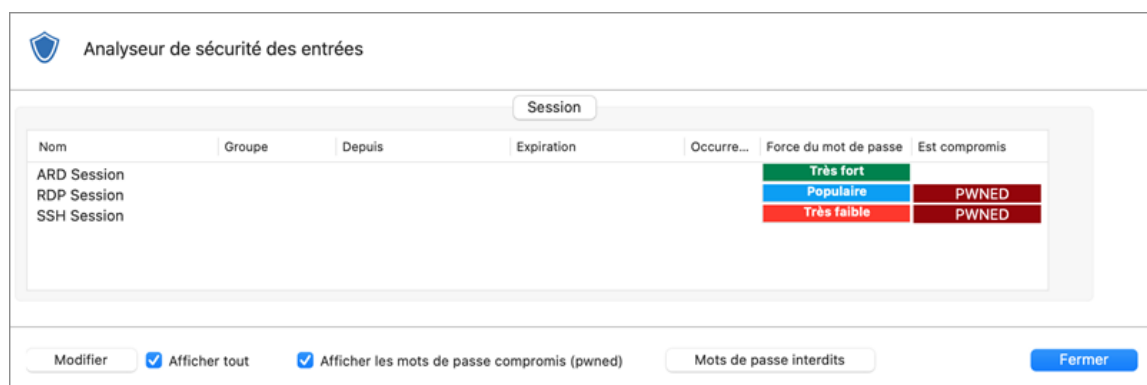 Analyseur de sécurité des entrées
Session
Nom Groupe Depuis Expiration Occurre... Force du mot de passe Est compromis
ARD Session Très fort
RDP Session Populaire PWNED
SSH Session Très faible PWNED
Modifier Afficher tout Afficher les mots de passe compromis (pwned) Mots de passe interdits Fermer